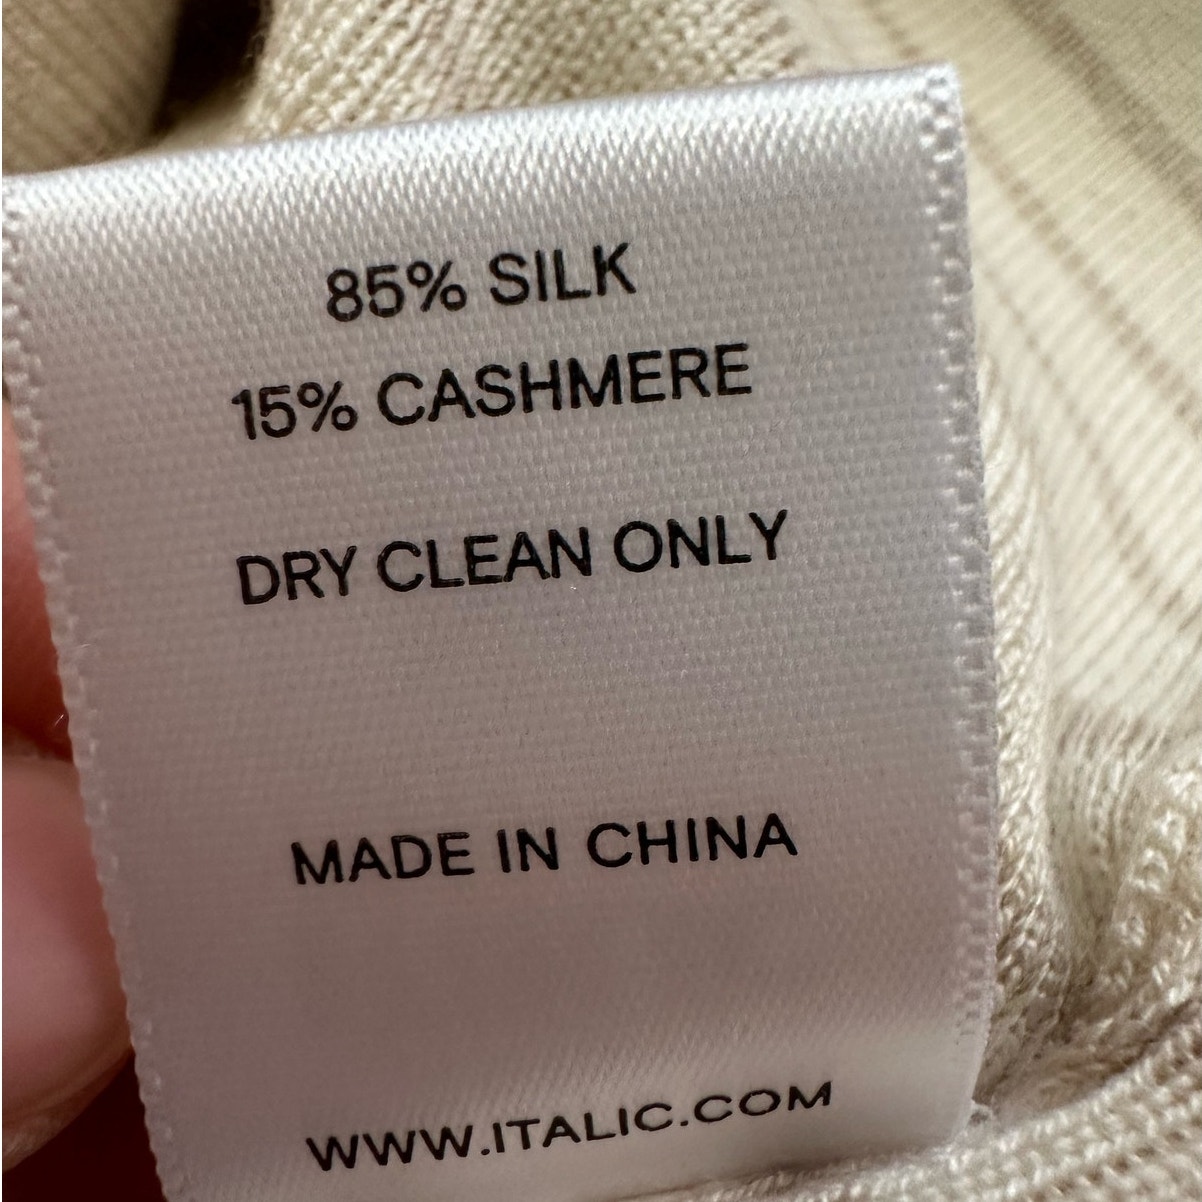 85% SILK
15% CASHMERE
DRY CLEAN ONLY
MADE IN CHINA
WWW.ITALIC.COM